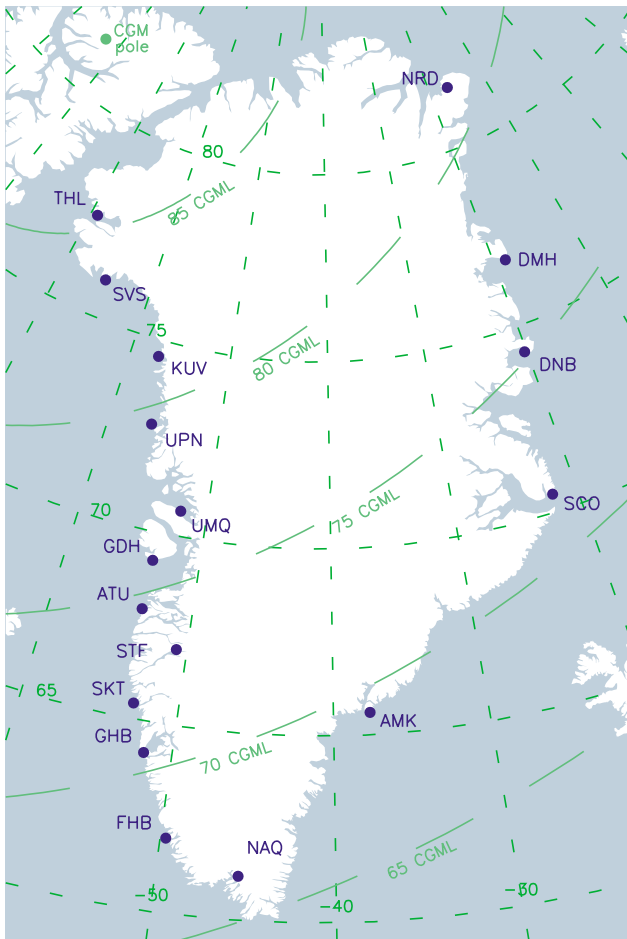 CGM
pole
NRD
80
THL
85 CGML
DMH
SVS
75
80 CGML
DNB
KUV
UPN
70
75 CGML
SCO
UMQ
GDH
ATU
STF
65
SKT
AMK
GHB
70 CGML
FHB
NAQ
65 CGML
-50
-40